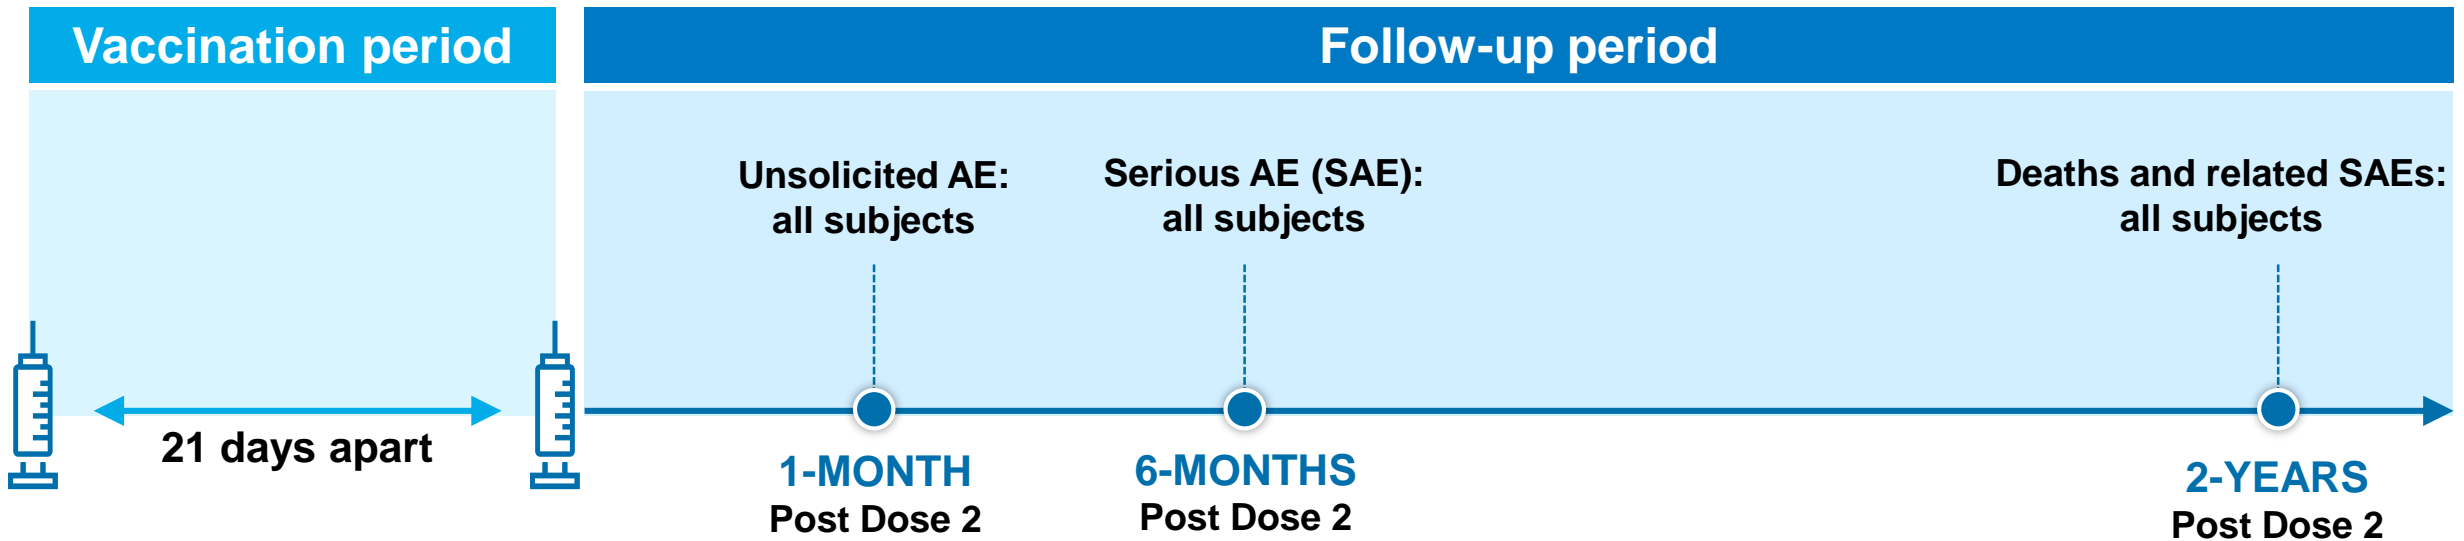 Vaccination period
Follow-up period
Unsolicited AE:
all subjects
Serious AE (SAE):
all subjects
Deaths and related SAEs:
all subjects
21 days apart
1-MONTH
Post Dose 2
6-MONTHS
Post Dose 2
2-YEARS
Post Dose 2